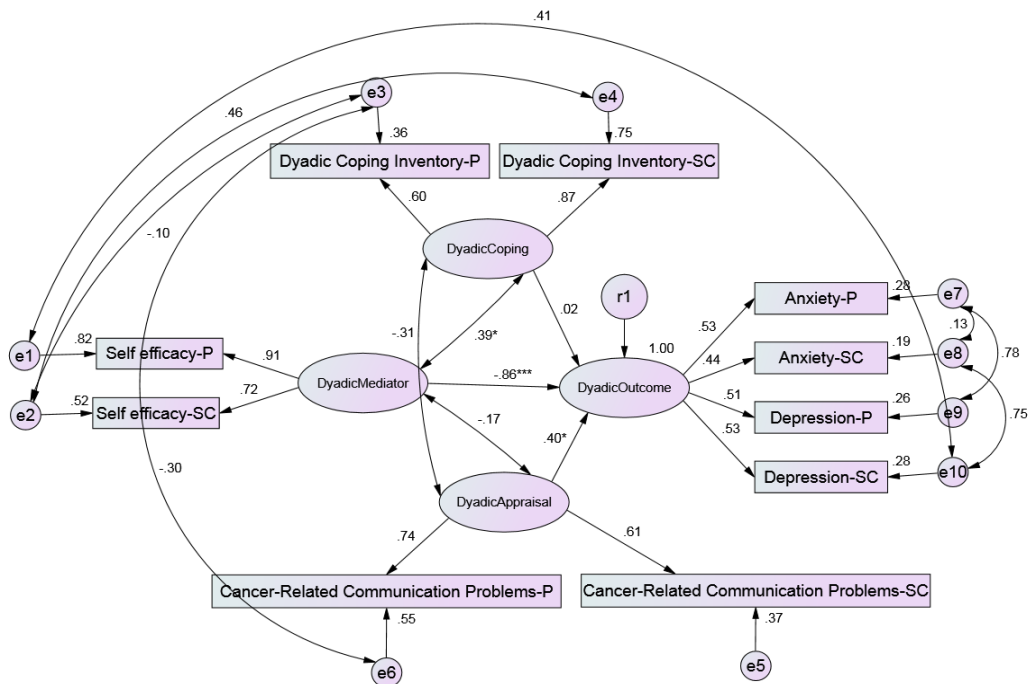 .41
e3
e4
.46
.36
.75
Dyadic Coping Inventory-P
Dyadic Coping Inventory-SC
.60
.87
-.10
DyadicCoping
r1
.28
e7
Anxiety-P
.02
.13
-.31
.53
.39*
1.00
.19
e8
.78
.82
Self efficacy-P
.44
Anxiety-SC
e1
.91
DyadicMediator
-.86***
DyadicOutcome
.72
.51
.26
e9
.75
e2
.52
Self efficacy-SC
Depression-P
-.17
.40*
.53
.28
e10
Depression-SC
-.30
DyadicAppraisal
.74
.61
Cancer-Related Communication Problems-P
Cancer-Related Communication Problems-SC
.55
.37
e6
e5